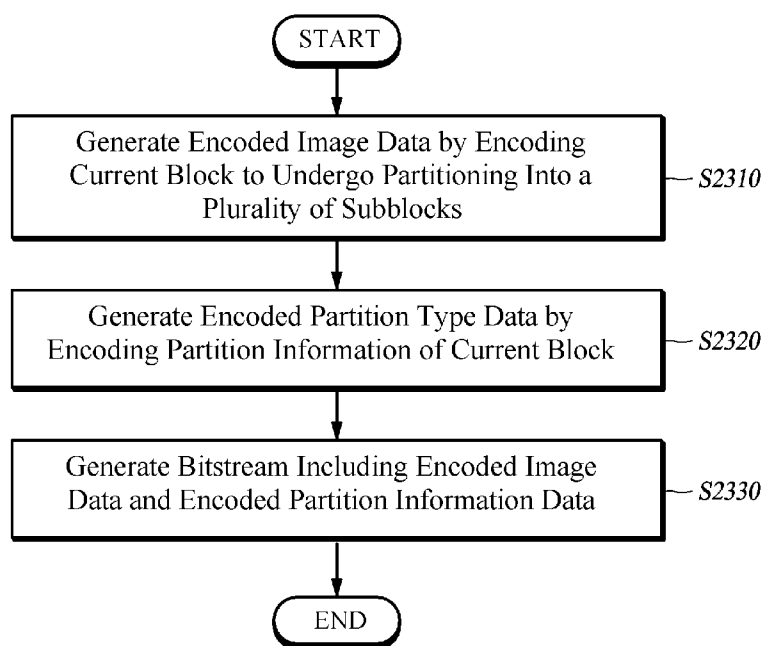 START
Generate Encoded Image Data by Encoding
Current Block to Undergo Partitioning Into a
Plurality of Subblocks
S2310
Generate Encoded Partition Type Data by
Encoding Partition Information of Current Block
S2320
Generate Bitstream Including Encoded Image
Data and Encoded Partition Information Data
S2330
END